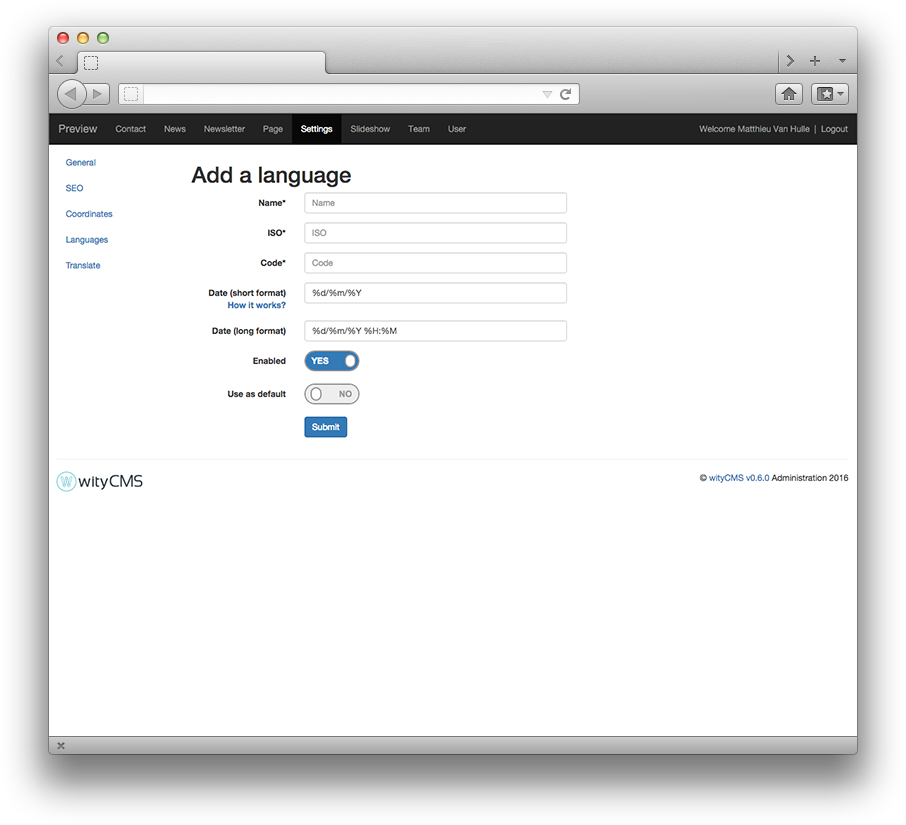 Preview Contact News Newsletter Page Settings Slideshow Team User Welcome Matthieu Van Hulle | Logout
General
SEO
Coordinates
Languages
Translate
Add a language
Name* Name
ISO* ISO
Code* Code
Date (short format) %d/%m/%Y
How it works?
Date (long format) %d/%m/%Y %H:%M
Enabled YES
Use as default NO
Submit
W wityCMS
© wityCMS v0.6.0 Administration 2016